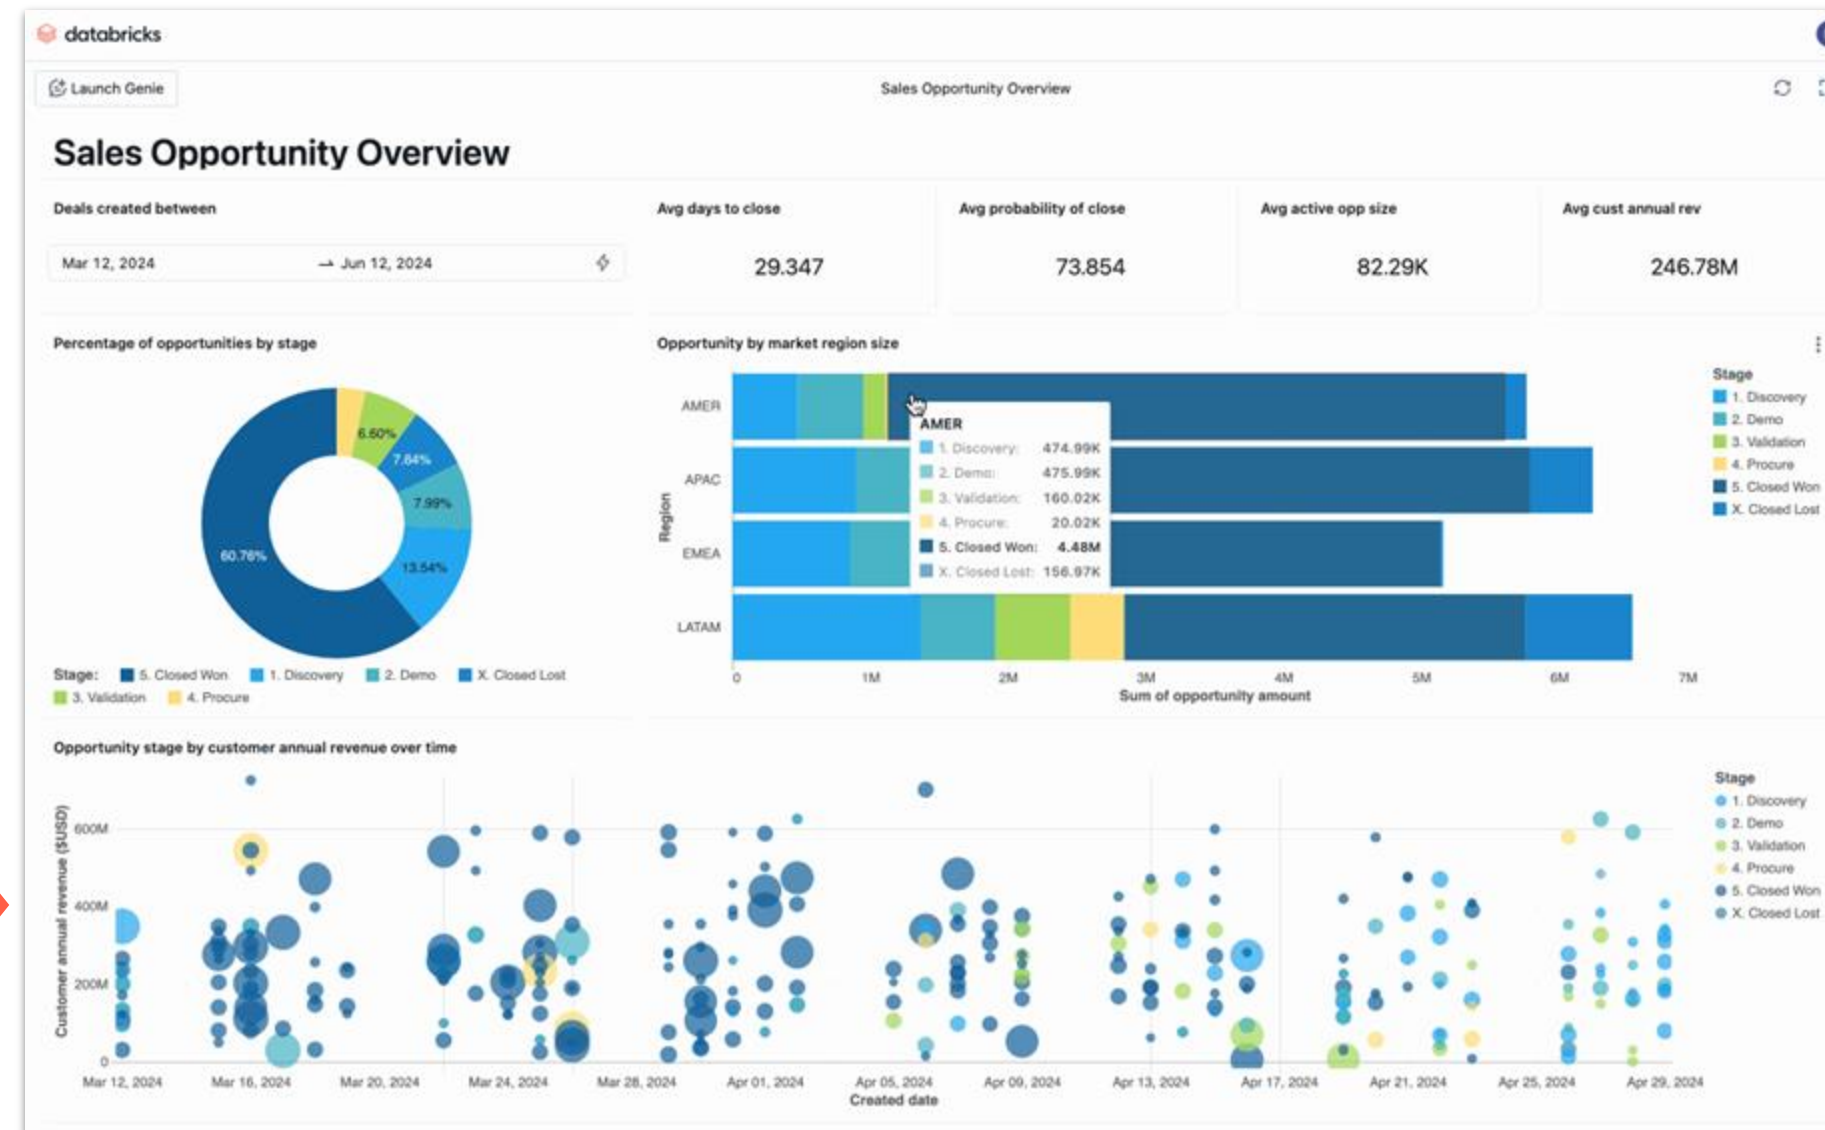 databricks
Launch Genie
Sales Opportunity Overview
Sales Opportunity Overview
Deals created between
Mar 12, 2024 → Jun 12, 2024
Avg days to close
29.347
Avg probability of close
73.854
Avg active opp size
82.29K
Avg cust annual rev
246.78M
Percentage of opportunities by stage
6.60%
7.84%
7.99%
60.76%
13.54%
Stage: 5. Closed Won 1. Discovery 2. Demo X. Closed Lost
3. Validation 4. Procure
Opportunity by market region size
Region
AMER
APAC
EMEA
LATAM
AMER
1. Discovery: 474.99K
2. Demo: 475.99K
3. Validation: 160.02K
4. Procure: 20.02K
5. Closed Won: 4.48M
X. Closed Lost: 156.97K
0 1M 2M 3M 4M 5M 6M 7M
Sum of opportunity amount
Stage
1. Discovery
2. Demo
3. Validation
4. Procure
5. Closed Won
X. Closed Lost
Opportunity stage by customer annual revenue over time
Customer annual revenue ($USD)
600M
400M
200M
0
Mar 12, 2024 Mar 16, 2024 Mar 20, 2024 Mar 24, 2024 Mar 28, 2024 Apr 01, 2024 Apr 05, 2024 Apr 09, 2024 Apr 13, 2024 Apr 17, 2024 Apr 21, 2024 Apr 25, 2024 Apr 29, 2024
Created date
Stage
1. Discovery
2. Demo
3. Validation
4. Procure
5. Closed Won
X. Closed Lost